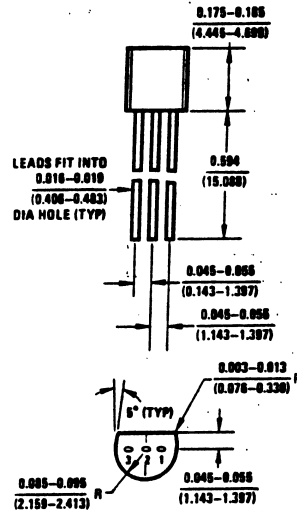 0.175–0.185
(4.445–4.699)
LEADS FIT INTO
0.016–0.019
(0.406–0.483)
DIA HOLE (TYP)
0.594
(15.088)
0.045–0.055
(0.143–1.397)
0.045–0.055
(1.143–1.397)
0.003–0.013
(0.076–0.330)
R
5° (TYP)
3 2 1
0.085–0.095
(2.159–2.413)
R
0.045–0.055
(1.143–1.397)